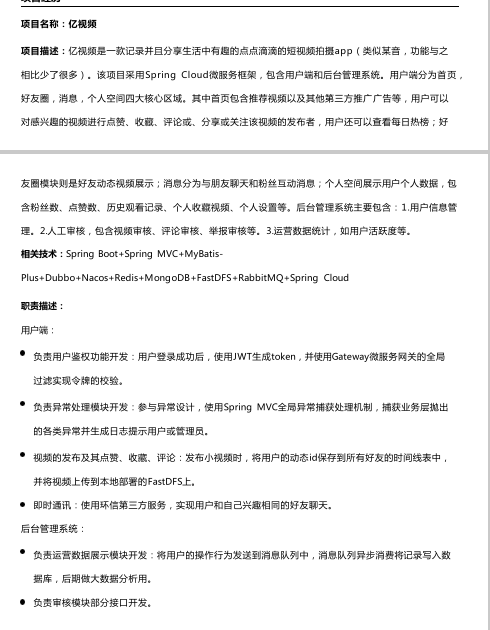 项目名称：亿视频
项目描述：亿视频是一款记录并且分享生活中有趣的点点滴滴的短视频拍摄app（类似某音，功能与之
相比少了很多）。该项目采用Spring Cloud微服务框架，包含用户端和后台管理系统。用户端分为首页，
好友圈，消息，个人空间四大核心区域。其中首页包含推荐视频以及其他第三方推广广告等，用户可以
对感兴趣的视频进行点赞、收藏、评论或、分享或关注该视频的发布者，用户还可以查看每日热榜；好
友圈模块则是好友动态视频展示；消息分为与朋友聊天和粉丝互动消息；个人空间展示用户个人数据，包
含粉丝数、点赞数、历史观看记录、个人收藏视频、个人设置等。后台管理系统主要包含：1.用户信息管
理。2.人工审核，包含视频审核、评论审核、举报审核等。3.运营数据统计，如用户活跃度等。
相关技术：Spring Boot+Spring MVC+MyBatis-
Plus+Dubbo+Nacos+Redis+MongoDB+FastDFS+RabbitMQ+Spring Cloud
职责描述：
用户端：
● 负责用户鉴权功能开发：用户登录成功后，使用JWT生成token，并使用Gateway微服务网关的全局
过滤实现令牌的校验。
● 负责异常处理模块开发：参与异常设计，使用Spring MVC全局异常捕获处理机制，捕获业务层抛出
的各类异常并生成日志提示用户或管理员。
● 视频的发布及其点赞、收藏、评论：发布小视频时，将用户的动态id保存到所有好友的时间线表中，
并将视频上传到本地部署的FastDFS上。
● 即时通讯：使用环信第三方服务，实现用户和自己兴趣相同的好友聊天。
后台管理系统：
● 负责运营数据展示模块开发：将用户的操作行为发送到消息队列中，消息队列异步消费将记录写入数
据库，后期做大数据分析用。
● 负责审核模块部分接口开发。